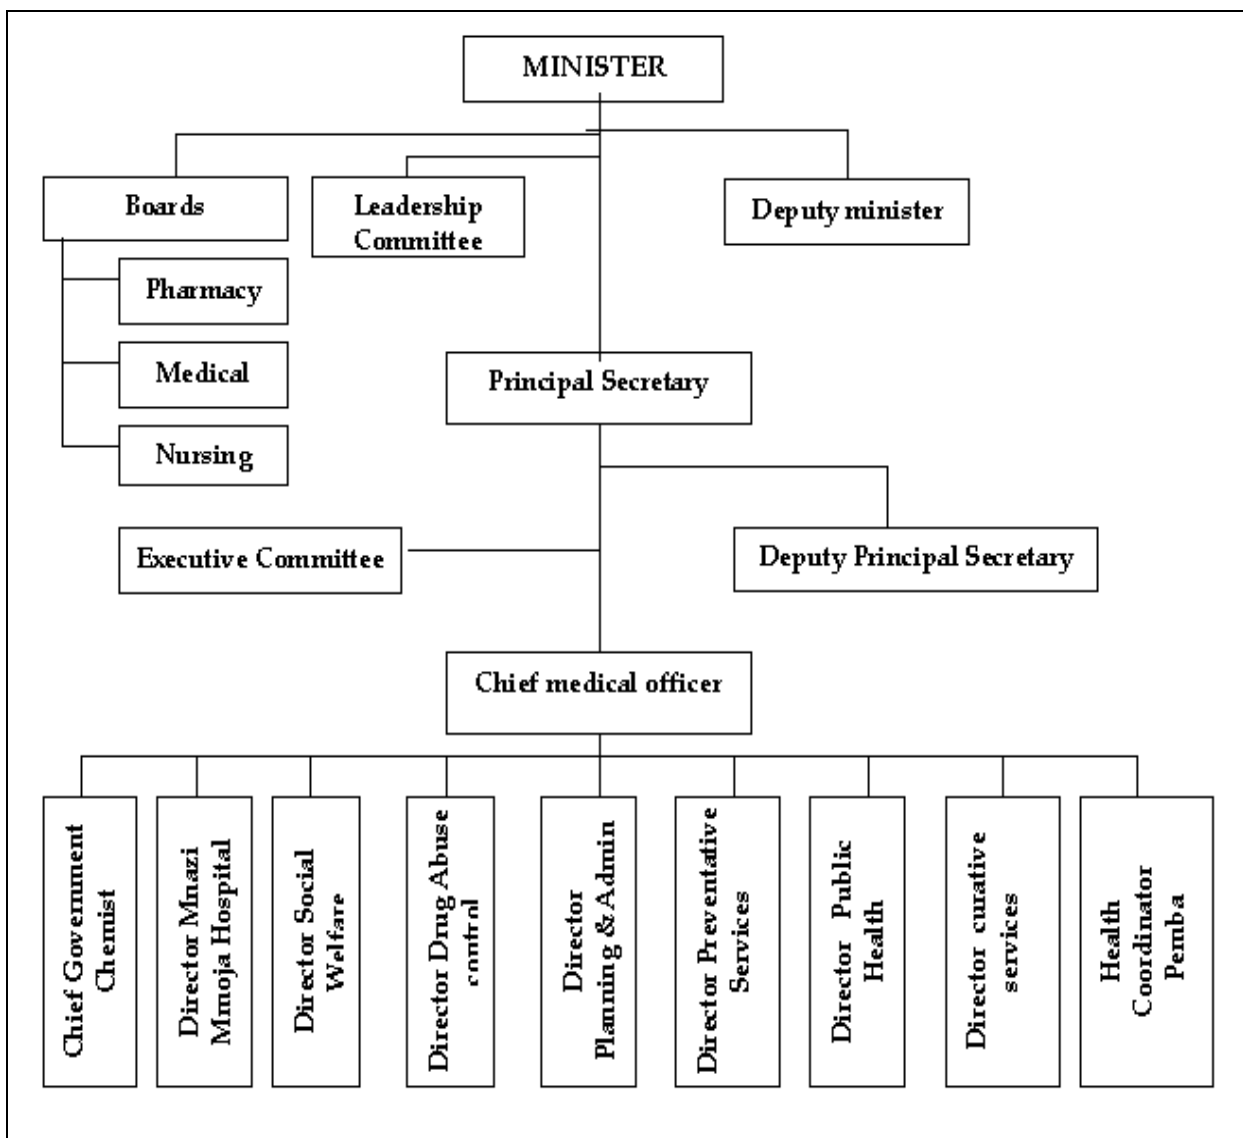 MINISTER
Boards
Leadership
Committee
Deputy minister
Pharmacy
Medical
Nursing
Principal Secretary
Executive Committee
Deputy Principal Secretary
Chief medical officer
Chief Government
Chemist
Director Mnazi
Mmoja Hospital
Director Social
Welfare
Director Drug Abuse
control
Director
Planning & Admin
Director Preventative
Services
Director Public
Health
Director curative
services
Health
Coordinator
Pemba